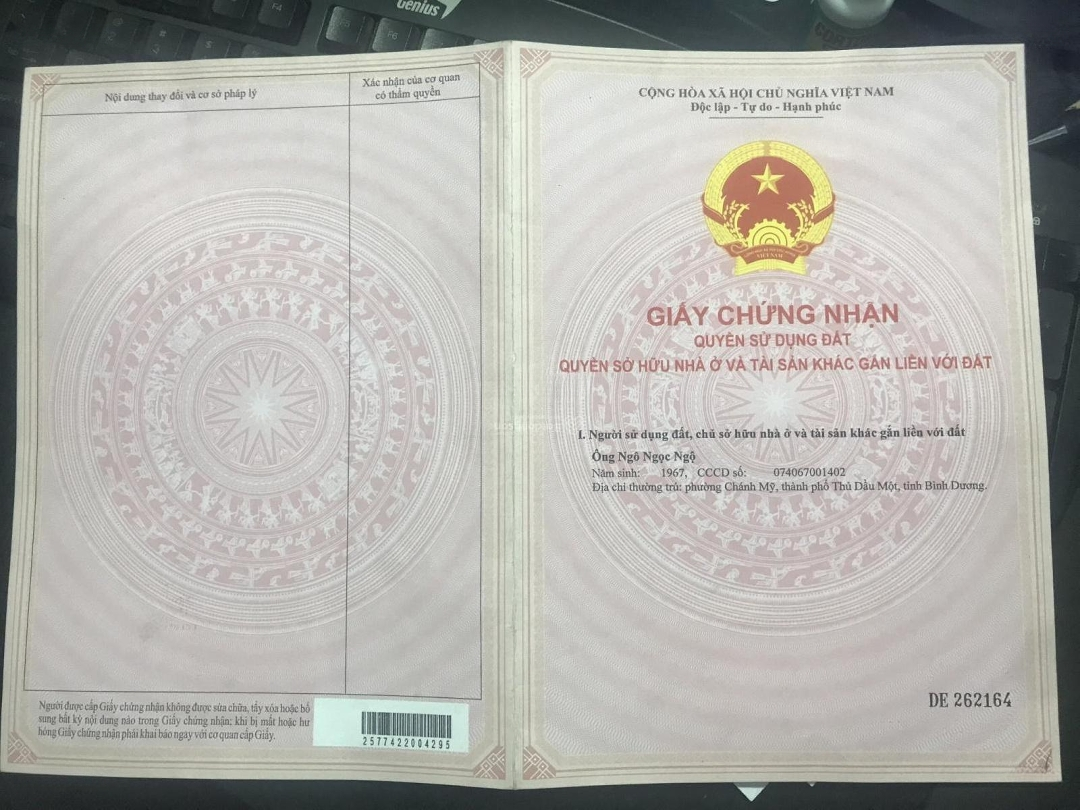 Genius
Nội dung thay đổi và cơ sở pháp lý
Xác nhận của cơ quan
có thẩm quyền
Người được cấp Giấy chứng nhận không được sửa chữa, tẩy xóa hoặc bổ
sung bất kỳ nội dung nào trong Giấy chứng nhận; khi bị mất hoặc hư
hỏng Giấy chứng nhận phải khai báo ngay với cơ quan cấp Giấy.
2577422004295
CỘNG HÒA XÃ HỘI CHỦ NGHĨA VIỆT NAM
Độc lập - Tự do - Hạnh phúc
VIỆT NAM
GIẤY CHỨNG NHẬN
QUYỀN SỬ DỤNG ĐẤT
QUYỀN SỞ HỮU NHÀ Ở VÀ TÀI SẢN KHÁC GẮN LIỀN VỚI ĐẤT
I. Người sử dụng đất, chủ sở hữu nhà ở và tài sản khác gắn liền với đất
Ông Ngô Ngọc Ngộ
Năm sinh: 1967, CCCD số: 074067001402
Địa chỉ thường trú: phường Chánh Mỹ, thành phố Thủ Dầu Một, tỉnh Bình Dương.
DE 262164